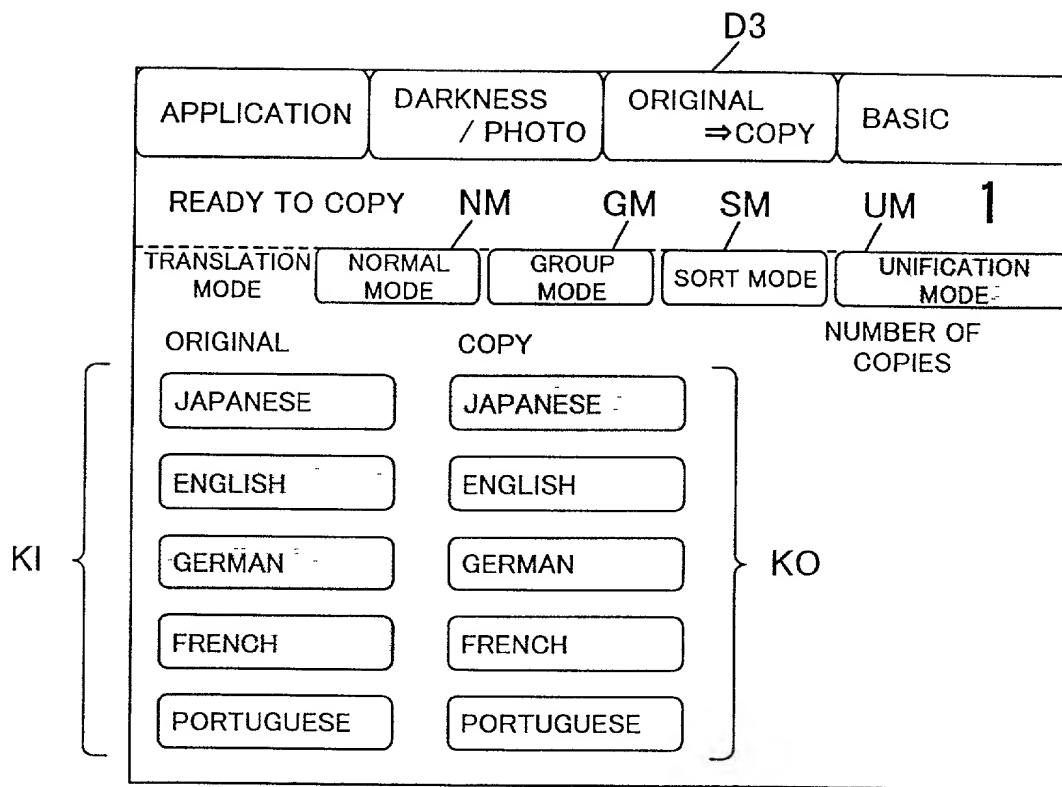 D3
APPLICATION
DARKNESS
/ PHOTO
ORIGINAL
⇒COPY
BASIC
READY TO COPY
NM
GM
SM
UM
1
TRANSLATION
MODE
NORMAL
MODE
GROUP
MODE
SORT MODE
UNIFICATION
MODE
NUMBER OF
COPIES
ORIGINAL
COPY
KI
JAPANESE
JAPANESE
ENGLISH
ENGLISH
GERMAN
GERMAN
FRENCH
FRENCH
PORTUGUESE
PORTUGUESE
KO